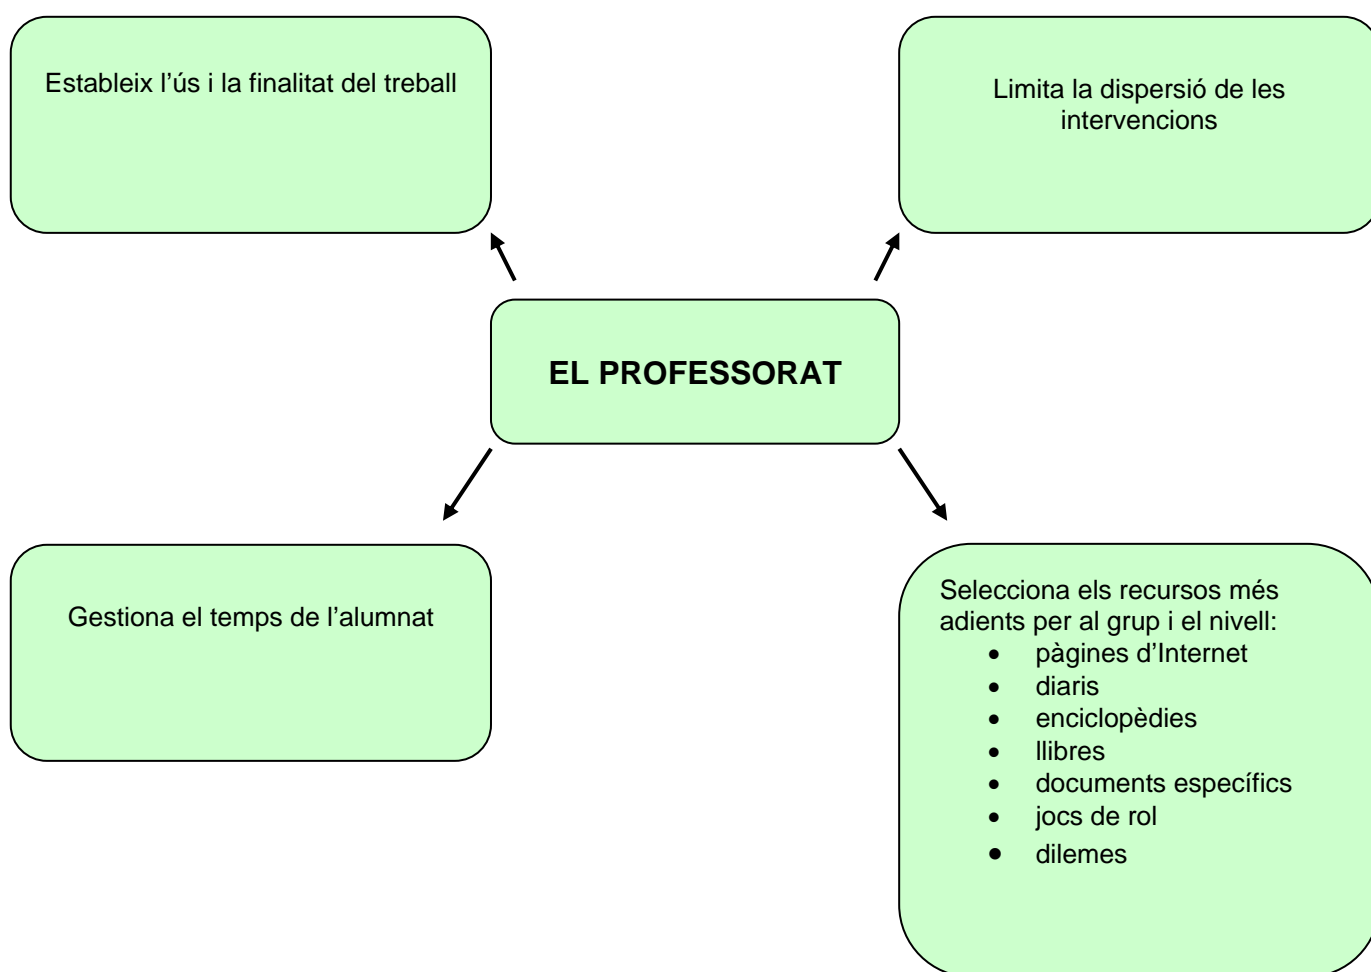 Estableix l’ús i la finalitat del treball
Limita la dispersió de les
intervencions
EL PROFESSORAT
Gestiona el temps de l’alumnat
Selecciona els recursos més
adients per al grup i el nivell:
• pàgines d’Internet
• diaris
• enciclopèdies
• llibres
• documents específics
• jocs de rol
• dilemes